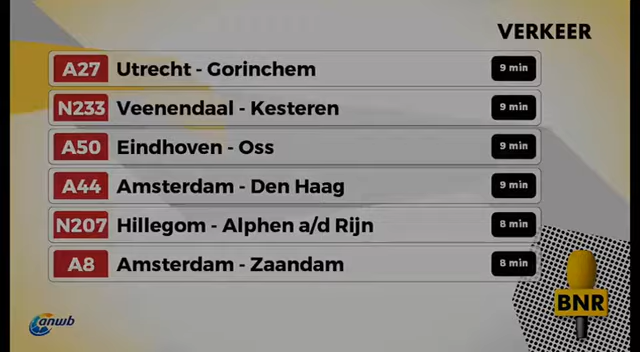 VERKEER
A27 Utrecht - Gorinchem 9 min
N233 Veenendaal - Kesteren 9 min
A50 Eindhoven - Oss 9 min
A44 Amsterdam - Den Haag 9 min
N207 Hillegom - Alphen a/d Rijn 8 min
A8 Amsterdam - Zaandam 8 min
anwb
BNR